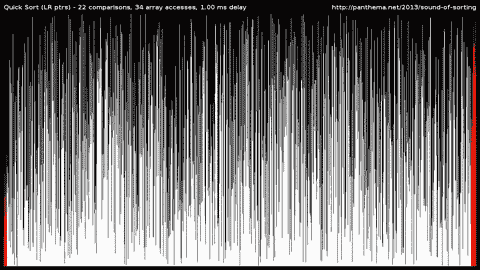 Quick Sort (LR ptrs) - 22 comparisons, 34 array accesses, 1.00 ms delay
http://panthema.net/2013/sound-of-sorting